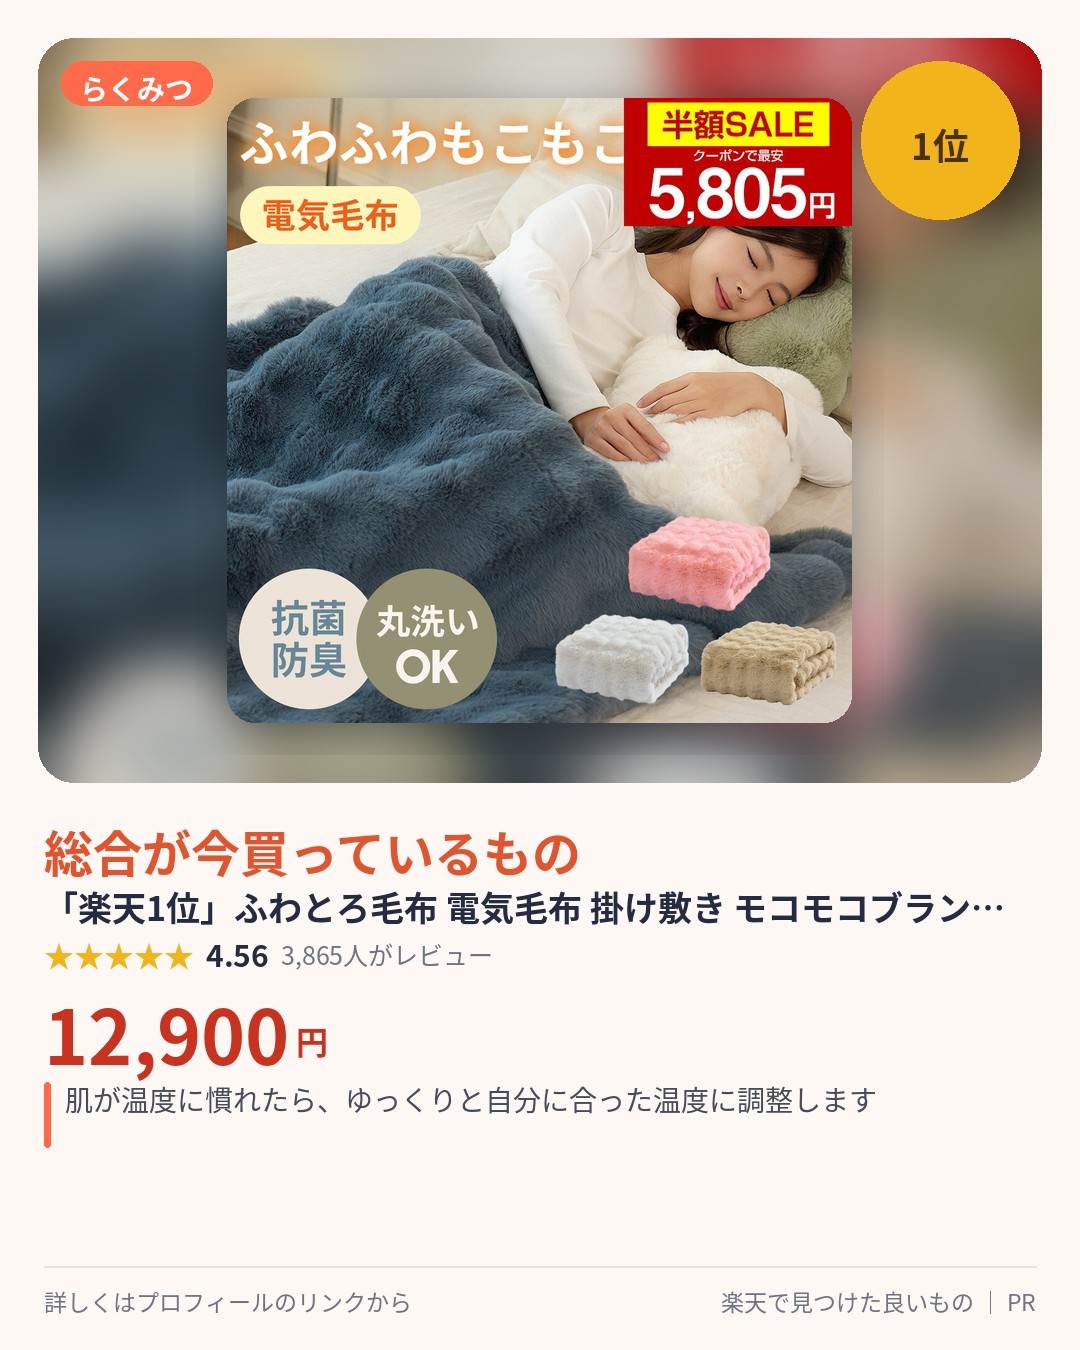 らくみつ
ふわふわもこもこ
半額SALE
クーポンで最安
5,805円
1位
電気毛布
抗菌
防臭
丸洗い
OK
総合が今買っているもの
「楽天1位」ふわとろ毛布 電気毛布 掛け敷き モコモコブラン…
★★★★★ 4.56 3,865人がレビュー
12,900円
肌が温度に慣れたら、ゆっくりと自分に合った温度に調整します
詳しくはプロフィールのリンクから
楽天で見つけた良いもの｜PR